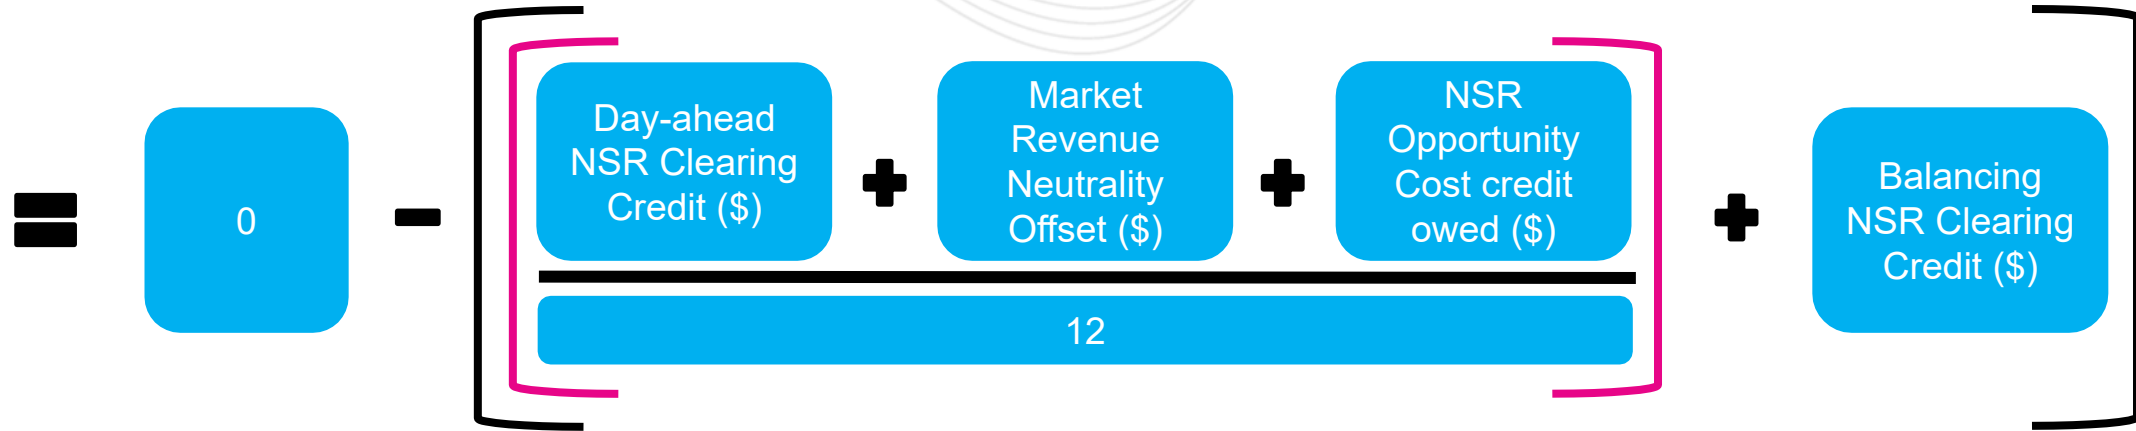 =
0
-
Day-ahead
NSR Clearing
Credit ($)
+
Market
Revenue
Neutrality
Offset ($)
+
NSR
Opportunity
Cost credit
owed ($)
12
+
Balancing
NSR Clearing
Credit ($)